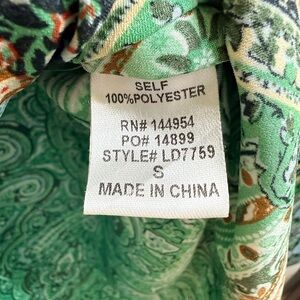 SELF
100%POLYESTER
RN# 144954
PO# 14899
STYLE# LD7759
S
MADE IN CHINA